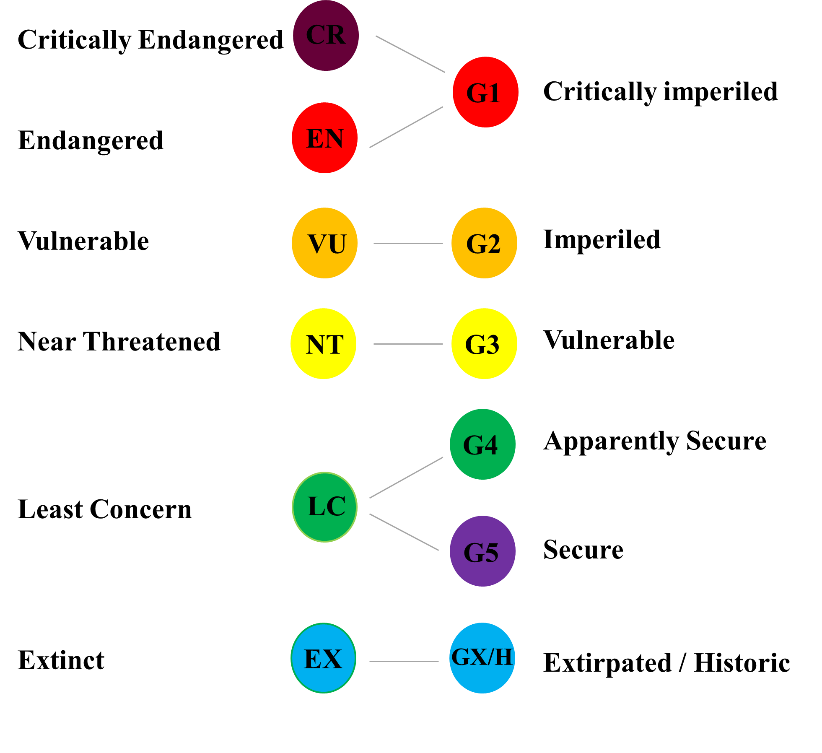 Critically Endangered CR
G1 Critically imperiled
Endangered EN
Vulnerable VU G2 Imperiled
Near Threatened NT G3 Vulnerable
G4 Apparently Secure
Least Concern LC
G5 Secure
Extinct EX GX/H Extirpated / Historic